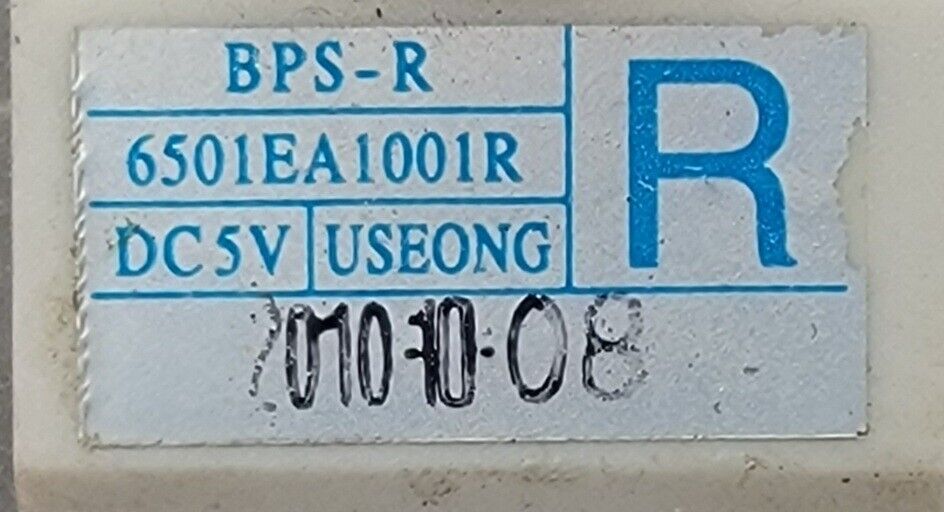 BPS-R
R
6501EA1001R
DC5V USEONG
2010-10-08